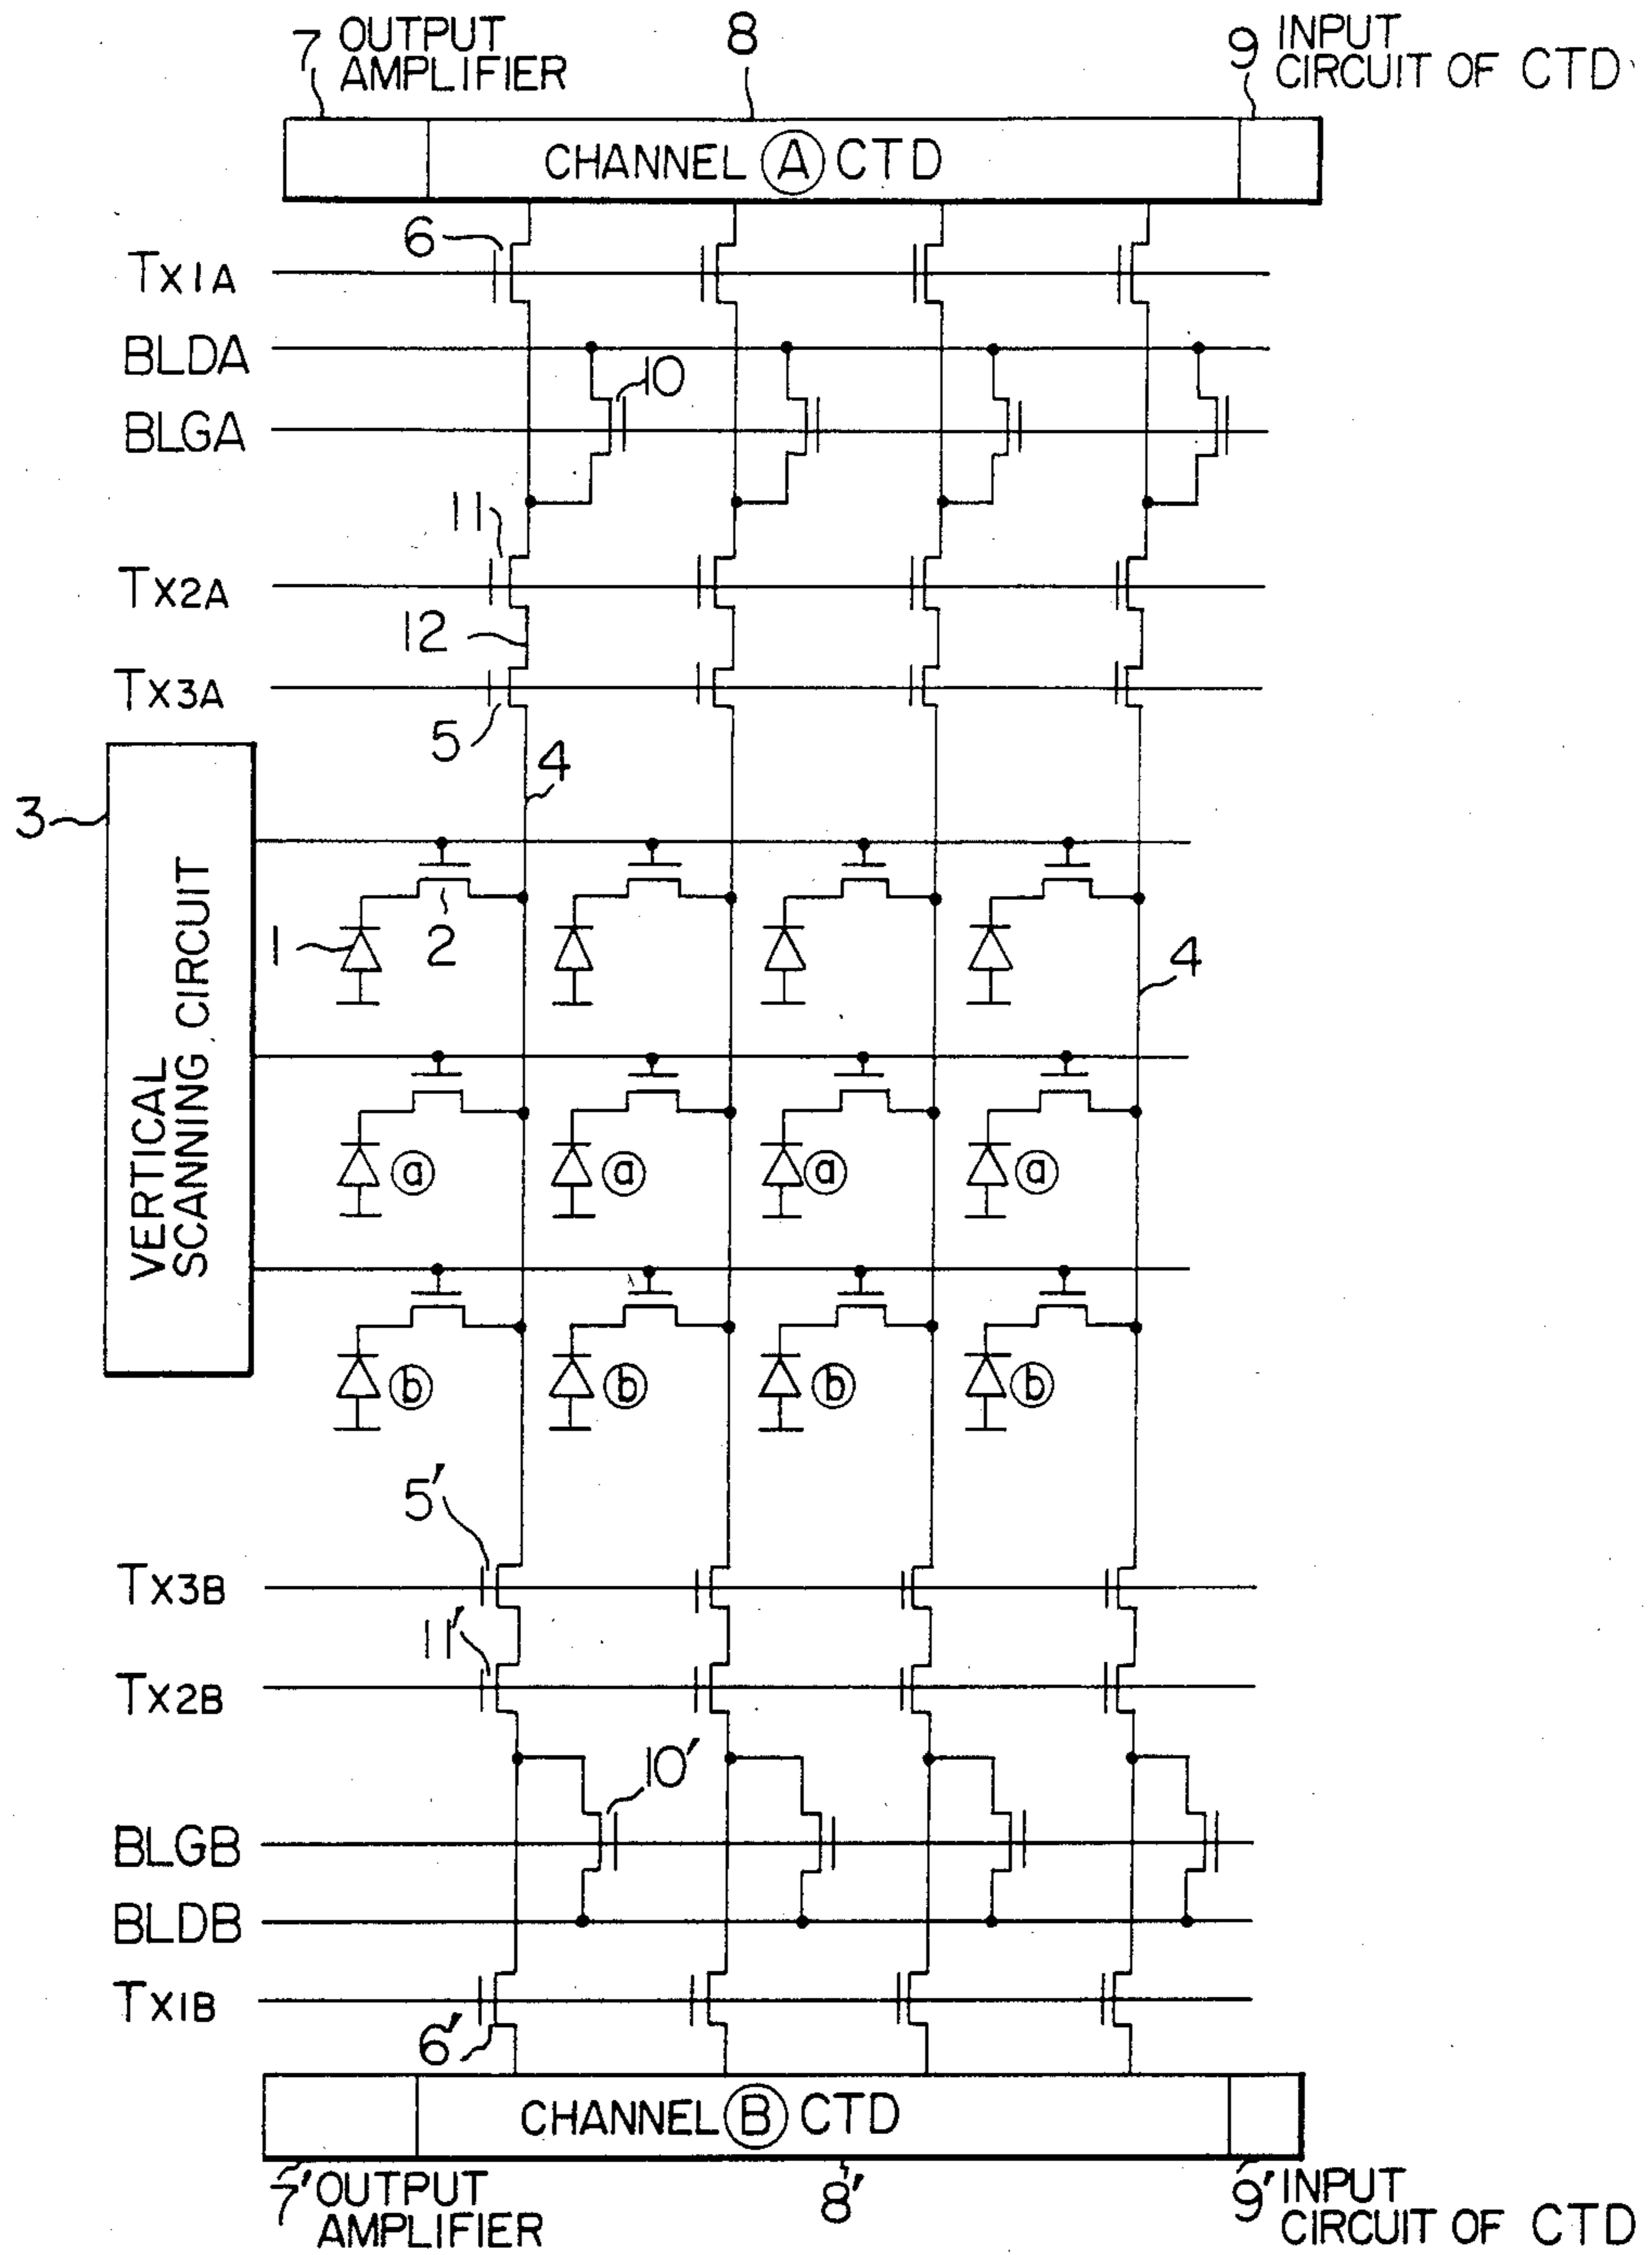 7 OUTPUT AMPLIFIER
8
9 INPUT CIRCUIT OF CTD
CHANNEL Ⓐ CTD
6
TX1A
BLDA
10
BLGA
11
TX2A
12
TX3A
5
4
3
VERTICAL SCANNING CIRCUIT
1
2
4
ⓐ ⓐ ⓐ ⓐ
ⓑ ⓑ ⓑ ⓑ
5'
TX3B
11'
TX2B
10'
BLGB
BLDB
TX1B
6'
CHANNEL Ⓑ CTD
7' OUTPUT AMPLIFIER
8'
9' INPUT CIRCUIT OF CTD